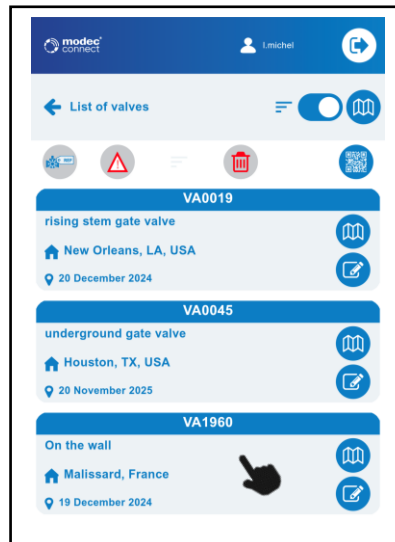 modec
connect
l.michel
List of valves
VA0019
rising stem gate valve
New Orleans, LA, USA
20 December 2024
VA0045
underground gate valve
Houston, TX, USA
20 November 2025
VA1960
On the wall
Malissard, France
19 December 2024